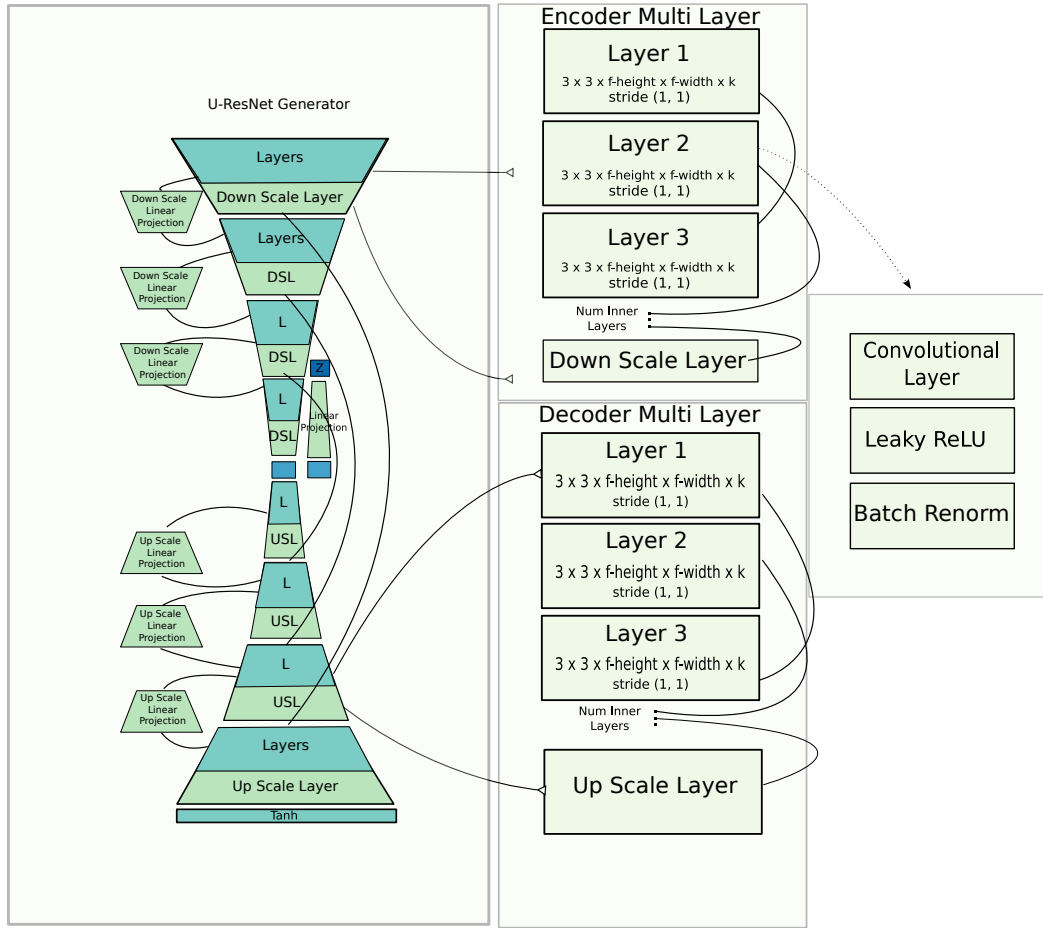 U-ResNet Generator
Layers
Down Scale Layer
Down Scale
Linear
Projection
Layers
DSL
Down Scale
Linear
Projection
L
DSL
Down Scale
Linear
Projection
Z
L
DSL
Linear
Projection
L
USL
Up Scale
Linear
Projection
L
USL
Up Scale
Linear
Projection
L
USL
Up Scale
Linear
Projection
Layers
Up Scale Layer
Tanh
Encoder Multi Layer
Layer 1
3 x 3 x f-height x f-width x k
stride (1, 1)
Layer 2
3 x 3 x f-height x f-width x k
stride (1, 1)
Layer 3
3 x 3 x f-height x f-width x k
stride (1, 1)
Num Inner
Layers
Down Scale Layer
Decoder Multi Layer
Layer 1
3 x 3 x f-height x f-width x k
stride (1, 1)
Layer 2
3 x 3 x f-height x f-width x k
stride (1, 1)
Layer 3
3 x 3 x f-height x f-width x k
stride (1, 1)
Num Inner
Layers
Up Scale Layer
Convolutional
Layer
Leaky ReLU
Batch Renorm